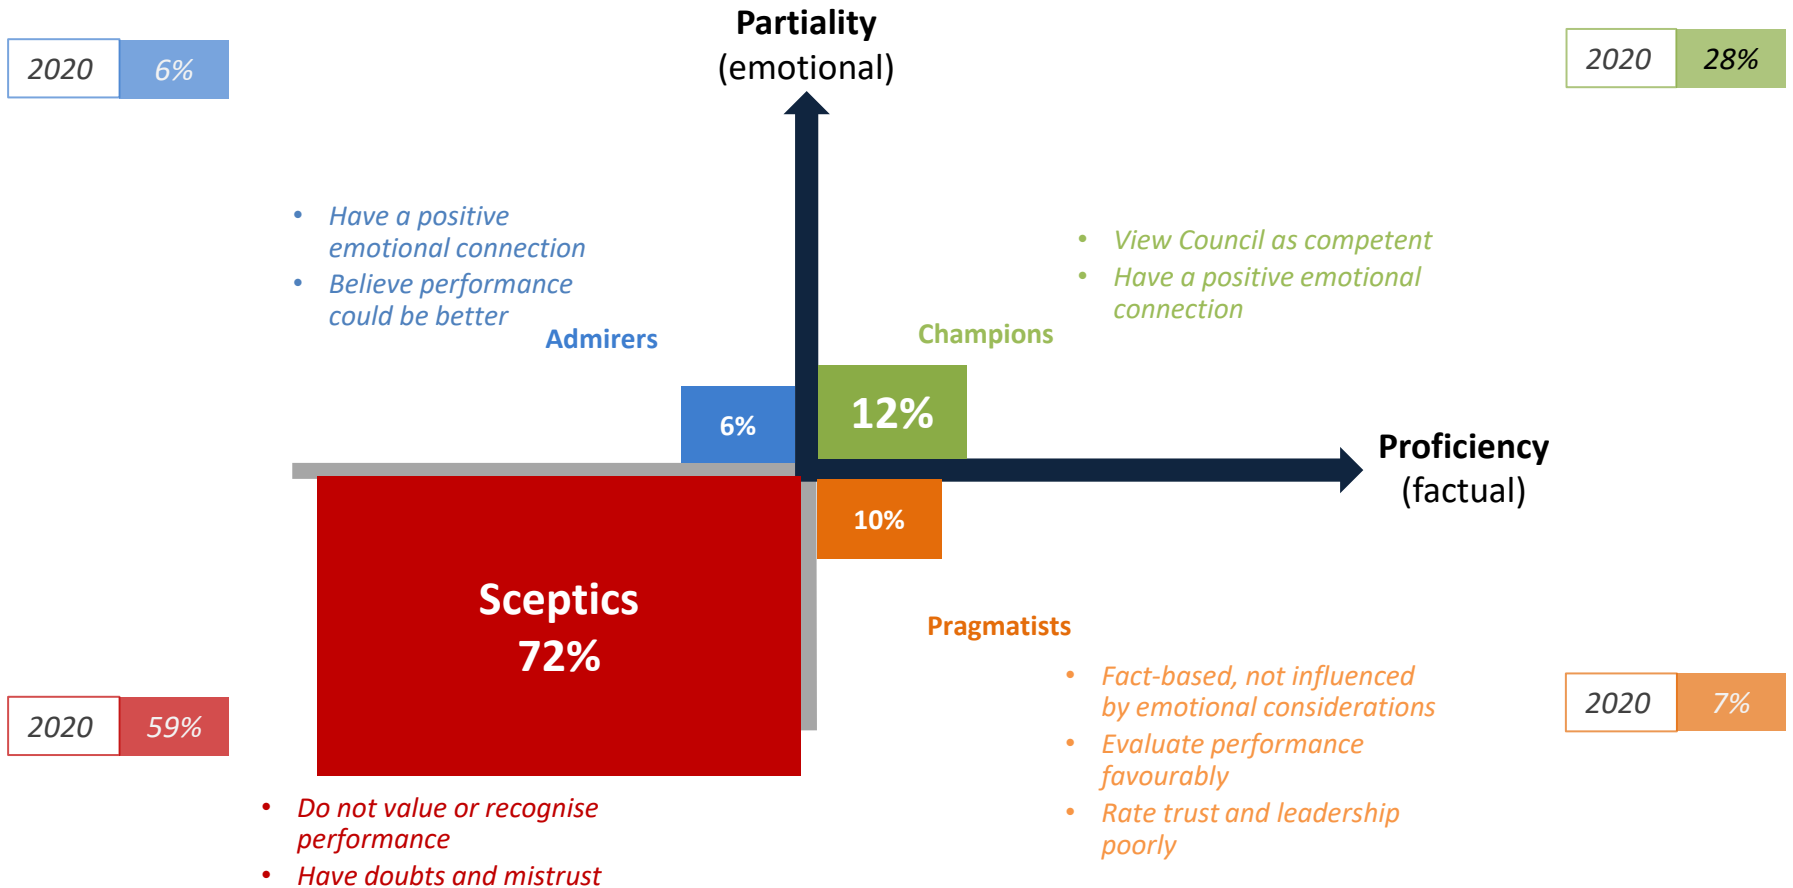 Partiality
(emotional)
2020 6%
2020 28%
• Have a positive
emotional connection
• Believe performance
could be better
• View Council as competent
• Have a positive emotional
connection
Admirers
Champions
6%
12%
Proficiency
(factual)
10%
Sceptics
72%
Pragmatists
• Fact-based, not influenced
by emotional considerations
• Evaluate performance
favourably
• Rate trust and leadership
poorly
2020 59%
2020 7%
• Do not value or recognise
performance
• Have doubts and mistrust